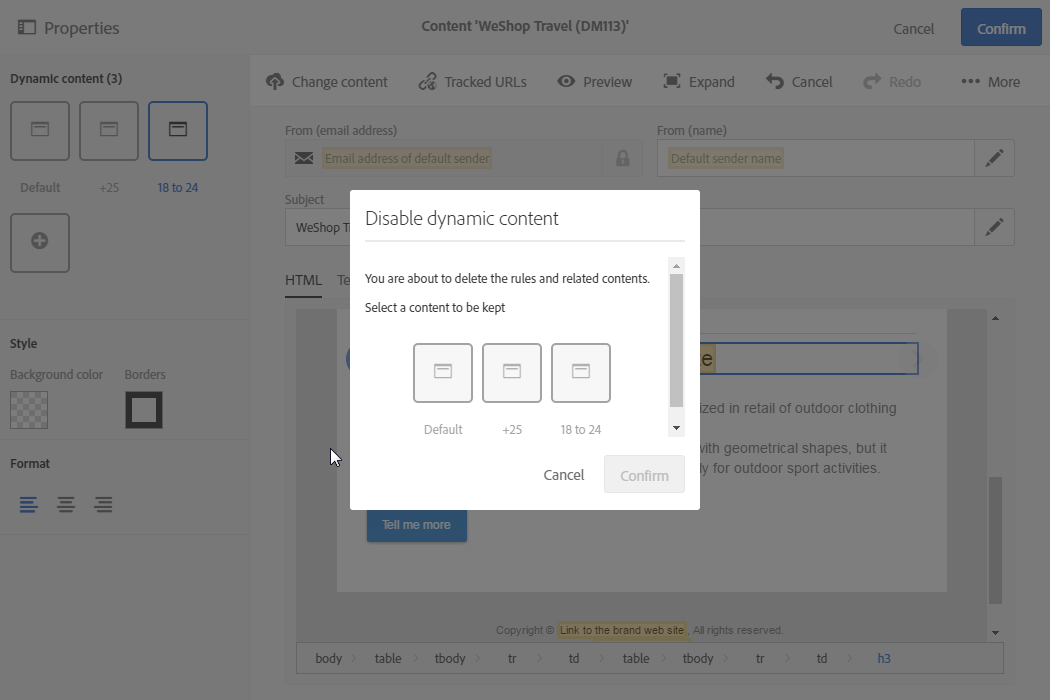 Properties
Content 'WeShop Travel (DM113)'
Cancel
Confirm
Dynamic content (3)
Default
+25
18 to 24
Style
Background color
Borders
Format
Change content
Tracked URLs
Preview
Expand
Cancel
Redo
More
From (email address)
Email address of default sender
From (name)
Default sender name
Subject
WeShop
HTML
Disable dynamic content
You are about to delete the rules and related contents.
Select a content to be kept
Default
+25
18 to 24
Cancel
Confirm
in retail of outdoor clothing
with geometrical shapes, but it
for outdoor sport activities.
Tell me more
Copyright © Link to the brand web site , All rights reserved.
body
table
tbody
tr
td
table
tbody
tr
td
h3